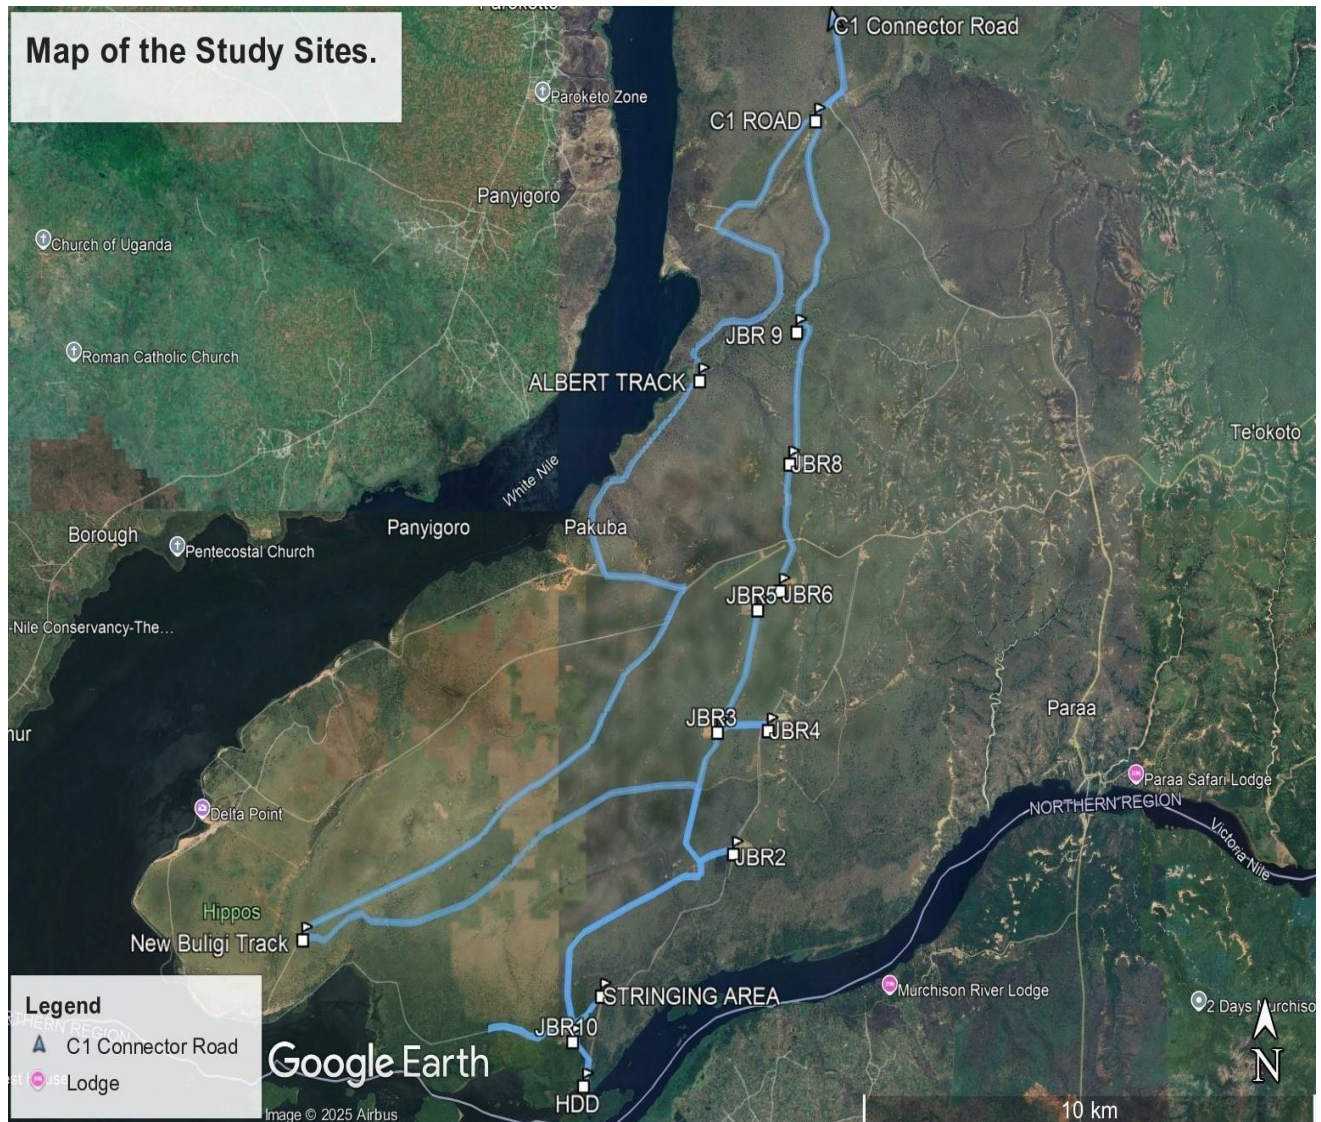 Map of the Study Sites.
C1 Connector Road
Paroketo Zone
C1 ROAD
Panyigoro
Church of Uganda
JBR 9
Roman Catholic Church
ALBERT TRACK
Te'okoto
JBR8
White Nile
Borough
Panyigoro
Pakuba
Pentecostal Church
JBR5
JBR6
-Nile Conservancy-The...
Paraa
JBR3
JBR4
Paraa Safari Lodge
NORTHERN REGION
Delta Point
Victoria Nile
JBR2
Hippos
New Buligi Track
Murchison River Lodge
STRINGING AREA
2 Days Murchiso
JBR10
Legend
C1 Connector Road
Lodge
Google Earth
N
HDD
10 km
Image © 2025 Airbus